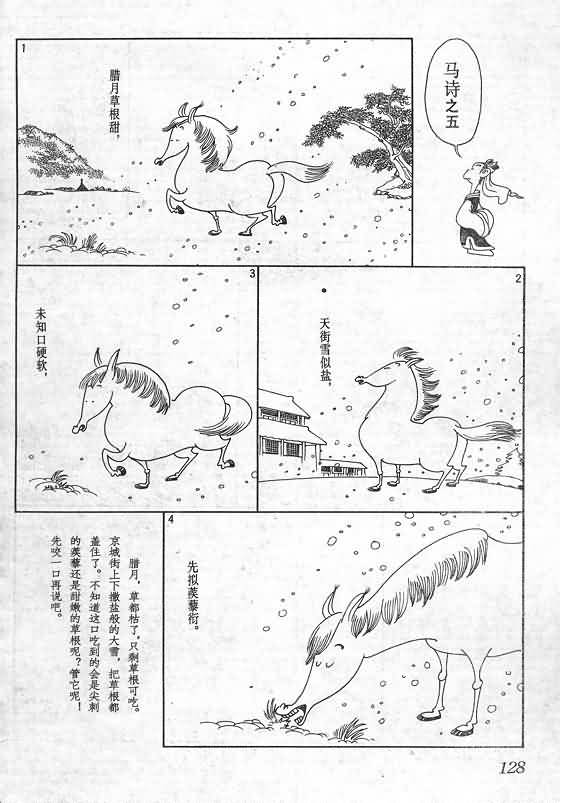 马诗之五
1
腊月草根甜，
2
天街雪似盐，
3
未知口硬软，
4
先拟蒺藜衔。
腊月，草都枯了，只剩草根可吃。
京城街上下撒盐般的大雪，把草根都
盖住了。不知道这口吃到的会是尖刺
的蒺藜还是甜嫩的草根呢？管它呢！
先咬一口再说吧。
128